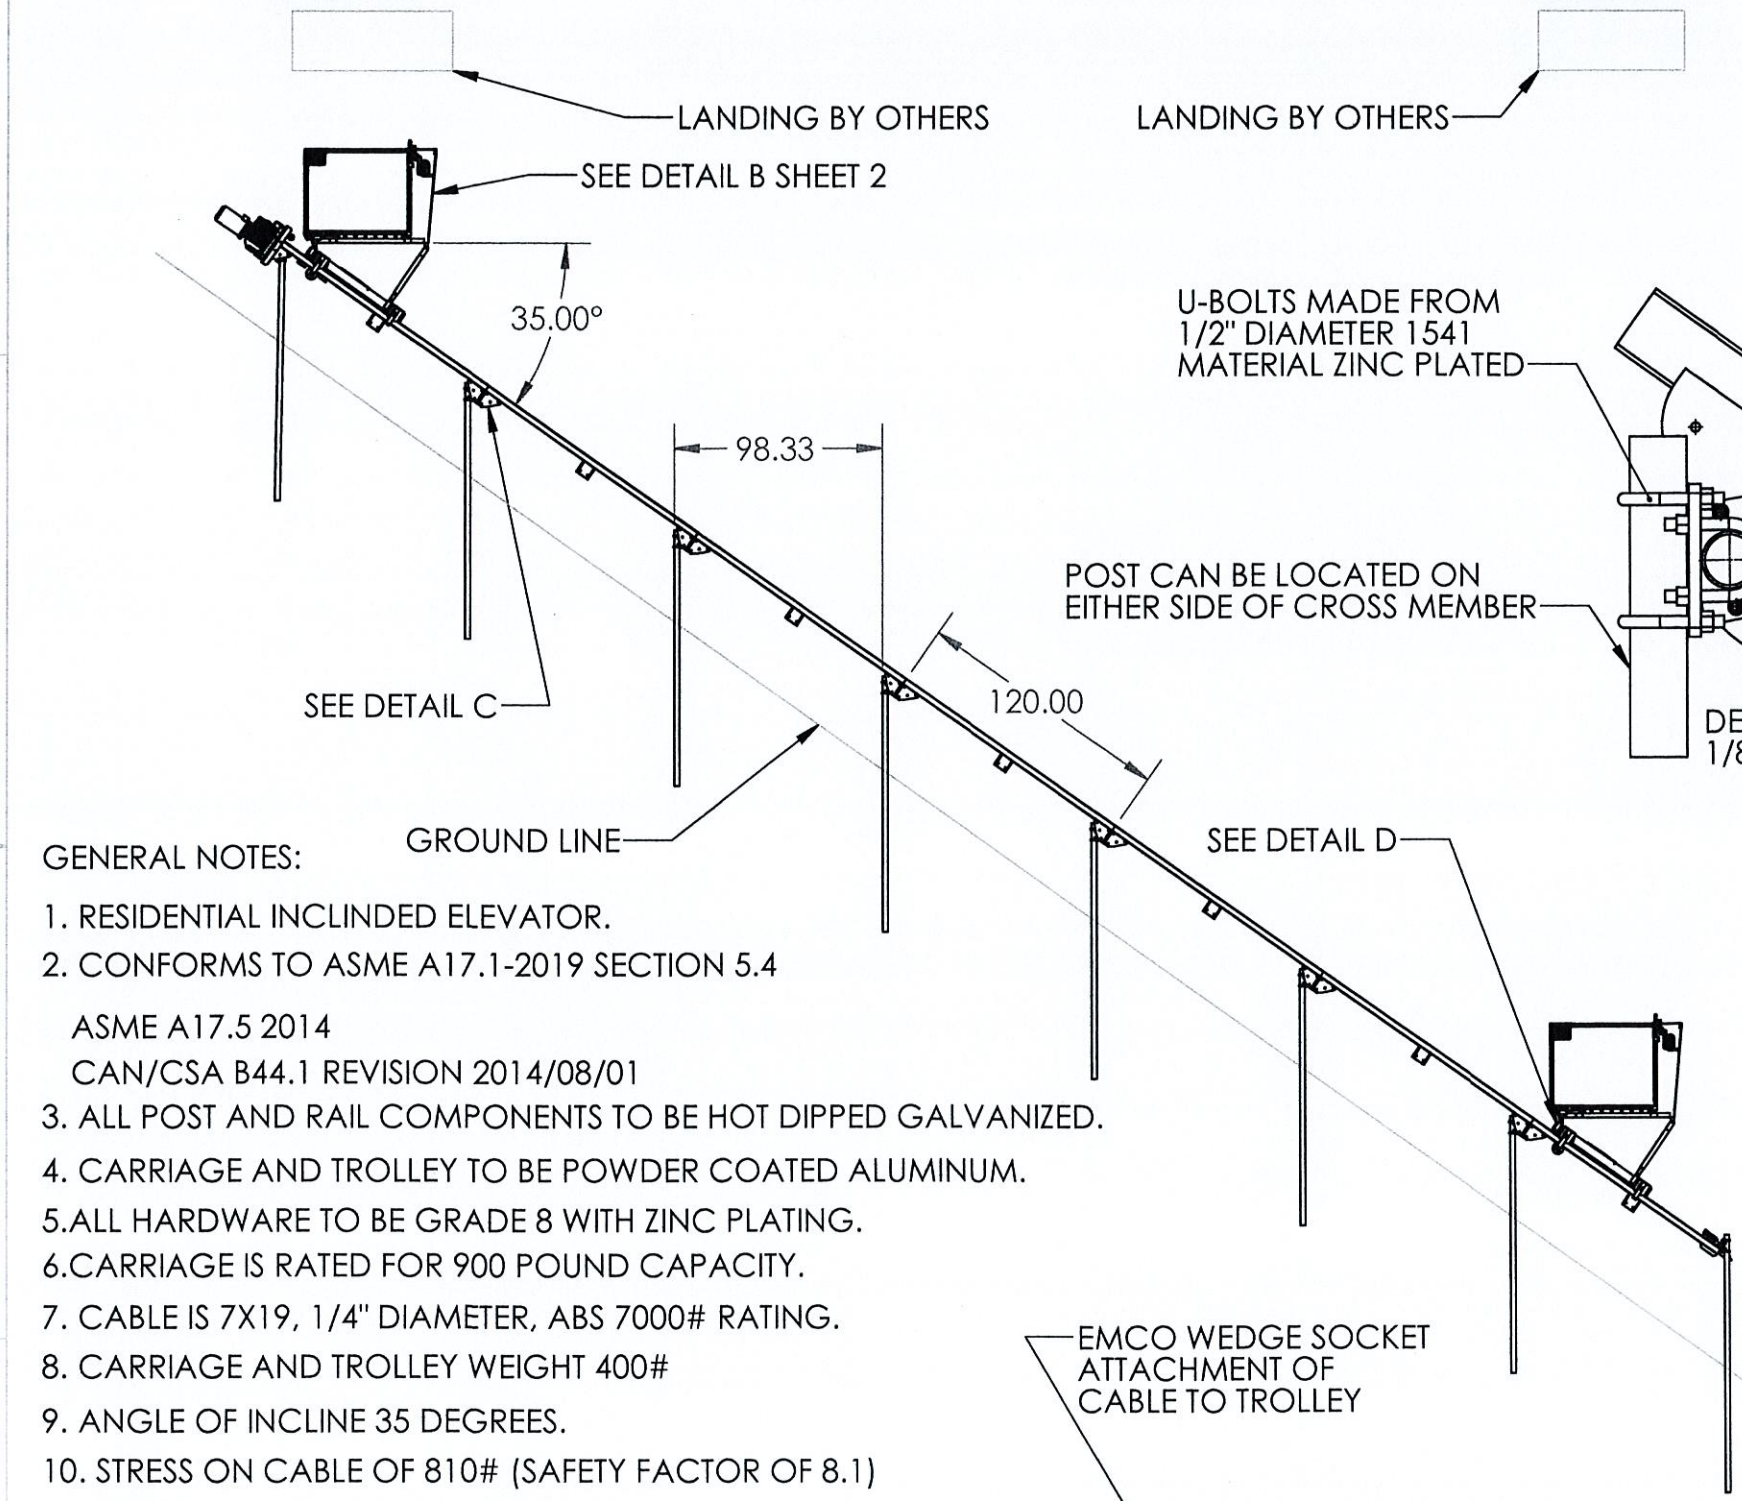 LANDING BY OTHERS
LANDING BY OTHERS
SEE DETAIL B SHEET 2
35.00°
U-BOLTS MADE FROM
1/2" DIAMETER 1541
MATERIAL ZINC PLATED
98.33
POST CAN BE LOCATED ON
EITHER SIDE OF CROSS MEMBER
SEE DETAIL C
120.00
DE
1/8
GROUND LINE
SEE DETAIL D
GENERAL NOTES:
1. RESIDENTIAL INCLINDED ELEVATOR.
2. CONFORMS TO ASME A17.1-2019 SECTION 5.4
ASME A17.5 2014
CAN/CSA B44.1 REVISION 2014/08/01
3. ALL POST AND RAIL COMPONENTS TO BE HOT DIPPED GALVANIZED.
4. CARRIAGE AND TROLLEY TO BE POWDER COATED ALUMINUM.
5.ALL HARDWARE TO BE GRADE 8 WITH ZINC PLATING.
6.CARRIAGE IS RATED FOR 900 POUND CAPACITY.
7. CABLE IS 7X19, 1/4" DIAMETER, ABS 7000# RATING.
8. CARRIAGE AND TROLLEY WEIGHT 400#
9. ANGLE OF INCLINE 35 DEGREES.
10. STRESS ON CABLE OF 810# (SAFETY FACTOR OF 8.1)
EMCO WEDGE SOCKET
ATTACHMENT OF
CABLE TO TROLLEY